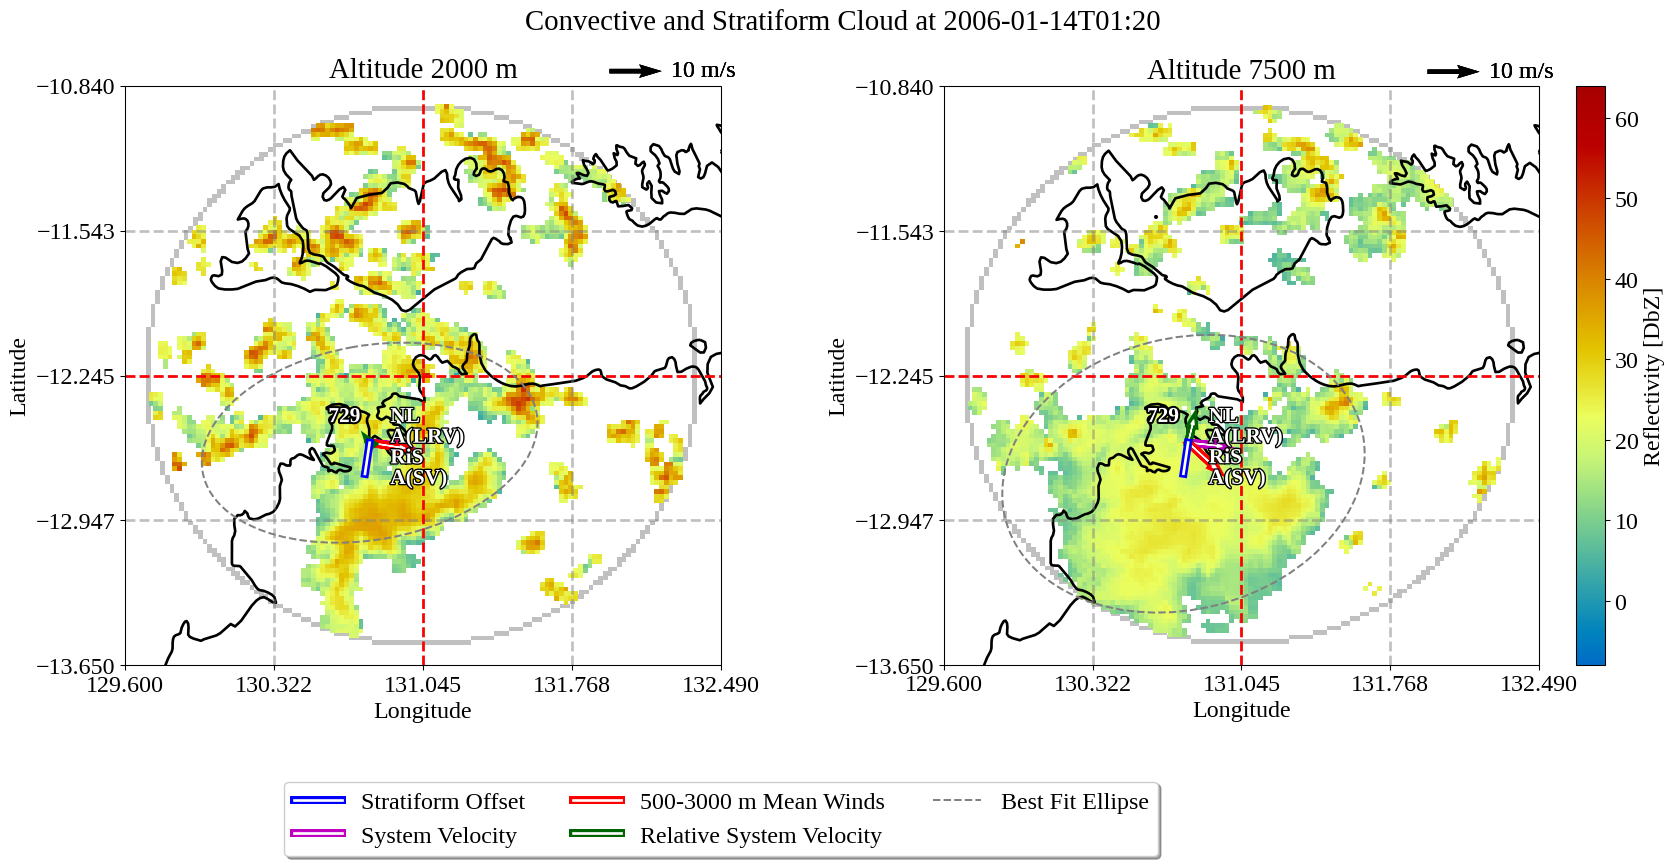 Convective and Stratiform Cloud at 2006-01-14T01:20
Altitude 2000 m
10 m/s
Altitude 7500 m
10 m/s
−10.840
−11.543
−12.245
−12.947
−13.650
Latitude
129.600
130.322
131.045
131.768
132.490
Longitude
729
NL
A(LRV)
RiS
A(SV)
−10.840
−11.543
−12.245
−12.947
−13.650
Latitude
129.600
130.322
131.045
131.768
132.490
Longitude
729
NL
A(LRV)
RiS
A(SV)
60
50
40
30
20
10
0
Reflectivity [DbZ]
Stratiform Offset
500-3000 m Mean Winds
Best Fit Ellipse
System Velocity
Relative System Velocity